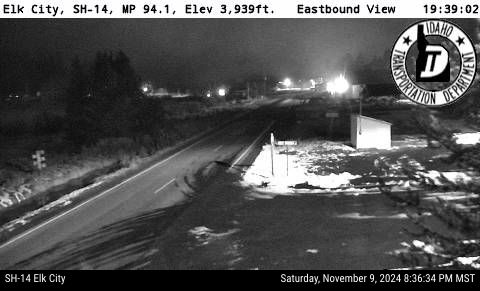 Elk City, SH-14, MP 94.1, Elev 3,939ft.   Eastbound View   19:39:02
IDAHO
TRANSPORTATION DEPARTMENT
SH-14 Elk City
Saturday, November 9, 2024 8:36:34 PM MST